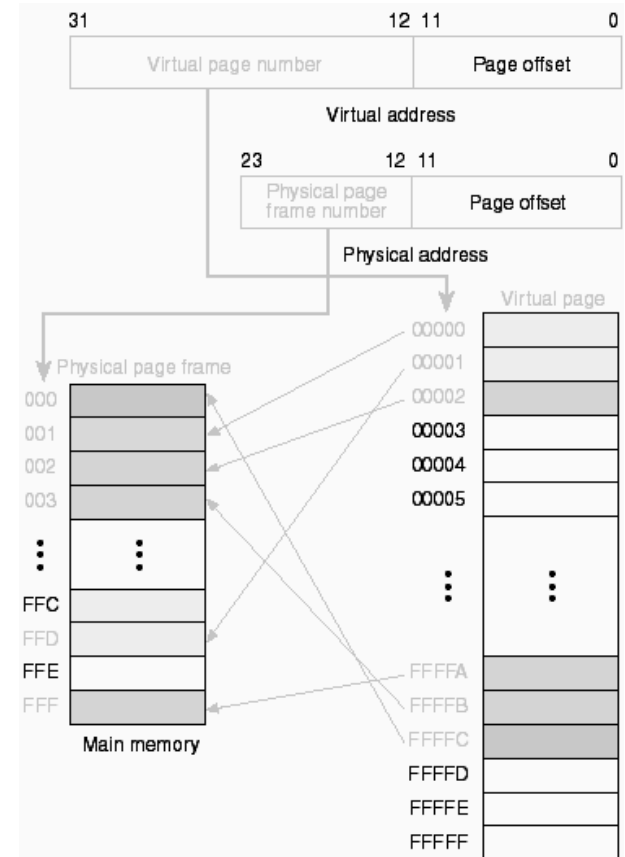 31 12 11 0
Virtual page number Page offset
Virtual address
23 12 11 0
Physical page
frame number
Page offset
Physical address
Virtual page
00000
00001
00002
00003
00004
00005
FFFFA
FFFFB
FFFFC
FFFFD
FFFFE
FFFFF
Physical page frame
000
001
002
003
FFC
FFD
FFE
FFF
Main memory